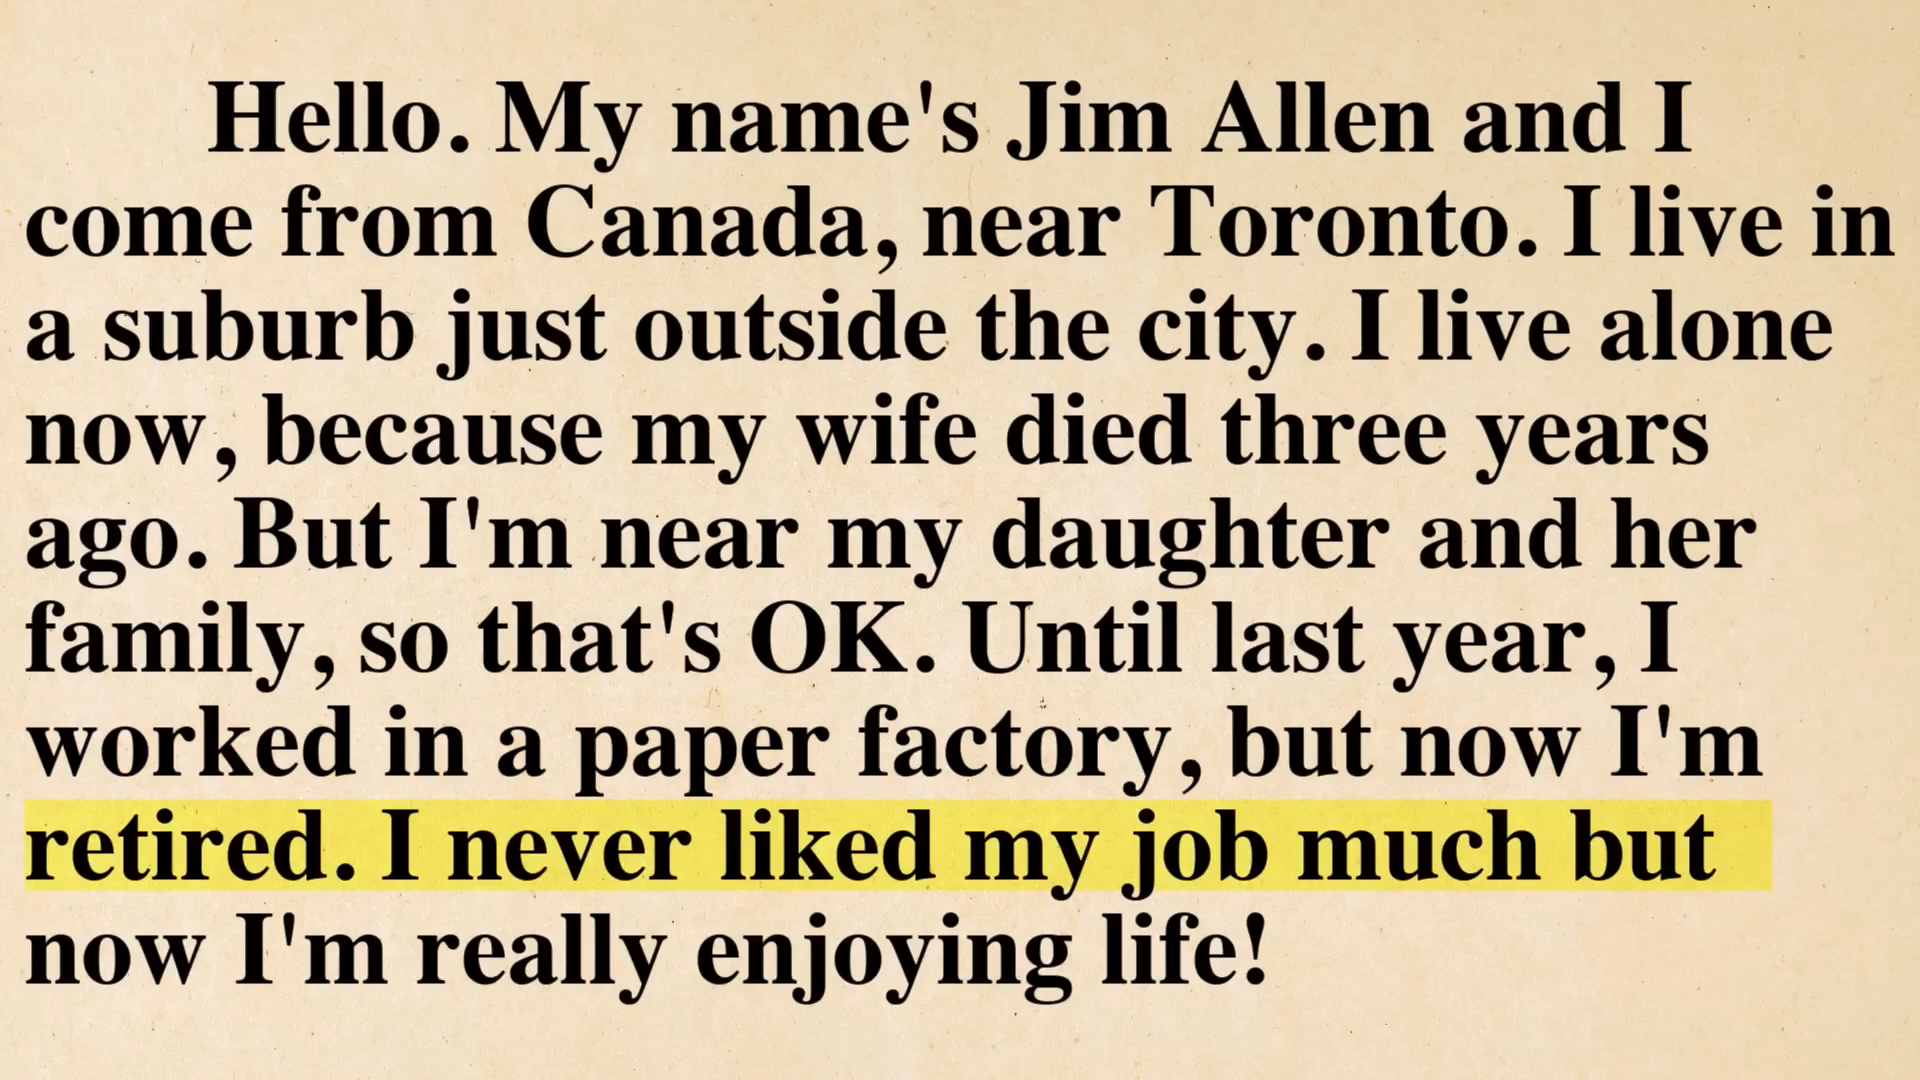 Hello. My name's Jim Allen and I
come from Canada, near Toronto. I live in
a suburb just outside the city. I live alone
now, because my wife died three years
ago. But I'm near my daughter and her
family, so that's OK. Until last year, I
worked in a paper factory, but now I'm
retired. I never liked my job much but
now I'm really enjoying life!